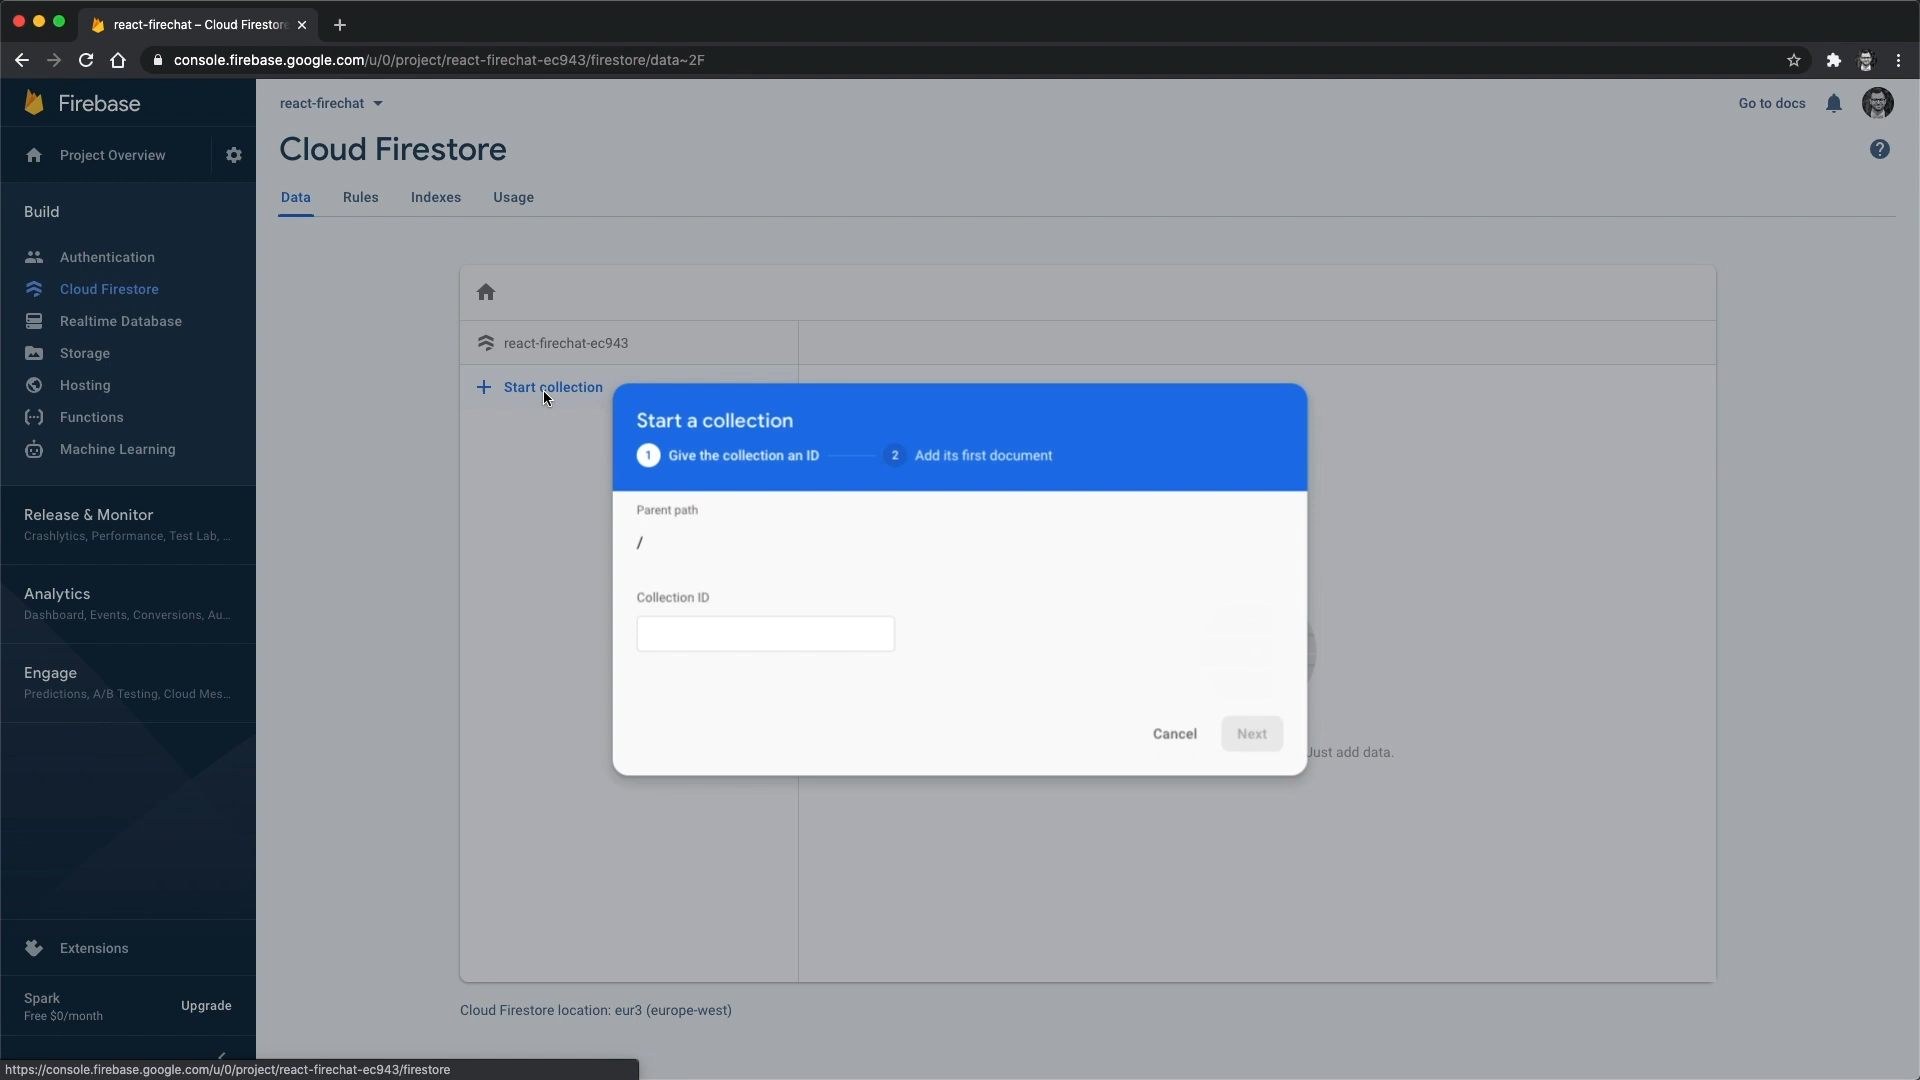 react-firechat – Cloud Firestore
console.firebase.google.com/u/0/project/react-firechat-ec943/firestore/data~2F
Firebase
react-firechat
Go to docs
Project Overview
Cloud Firestore
Data Rules Indexes Usage
Build
Authentication
Cloud Firestore
Realtime Database
Storage
Hosting
Functions
Machine Learning
Release & Monitor
Crashlytics, Performance, Test Lab, ...
Analytics
Dashboard, Events, Conversions, Au...
Engage
Predictions, A/B Testing, Cloud Mes...
Extensions
Spark
Free $0/month
Upgrade
react-firechat-ec943
Start collection
Start a collection
1 Give the collection an ID 2 Add its first document
Parent path
/
Collection ID
Cancel Next
Just add data.
Cloud Firestore location: eur3 (europe-west)
https://console.firebase.google.com/u/0/project/react-firechat-ec943/firestore